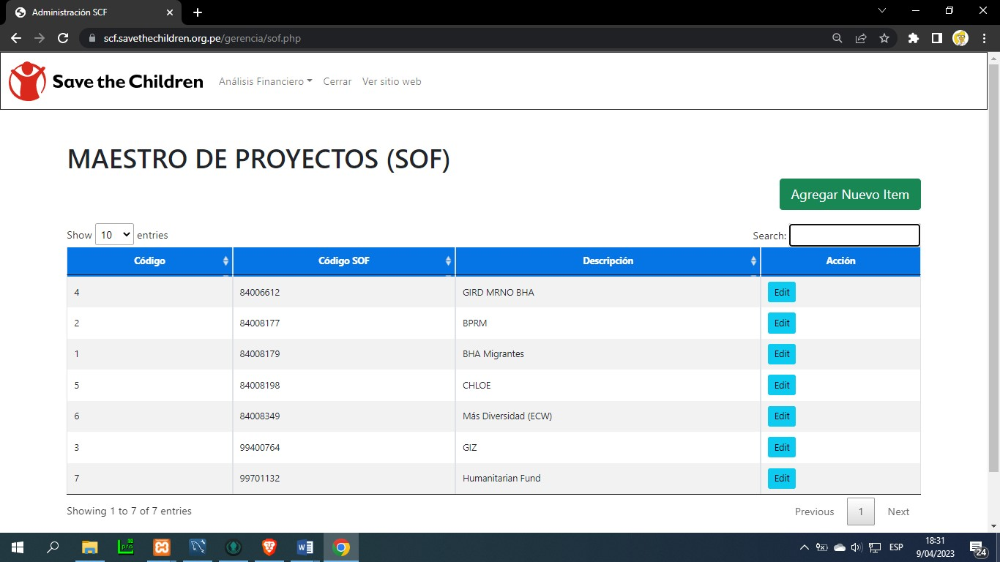 Administración SCF
scf.savethechildren.org.pe/gerencia/sof.php
Save the Children Análisis Financiero Cerrar Ver sitio web
MAESTRO DE PROYECTOS (SOF)
Agregar Nuevo Item
Show 10 entries Search:
Código Código SOF Descripción Acción
4 84006612 GIRD MRNO BHA Edit
2 84008177 BPRM Edit
1 84008179 BHA Migrantes Edit
5 84008198 CHLOE Edit
6 84008349 Más Diversidad (ECW) Edit
3 99400764 GIZ Edit
7 99701132 Humanitarian Fund Edit
Showing 1 to 7 of 7 entries Previous 1 Next
ESP 18:31
9/04/2023 24